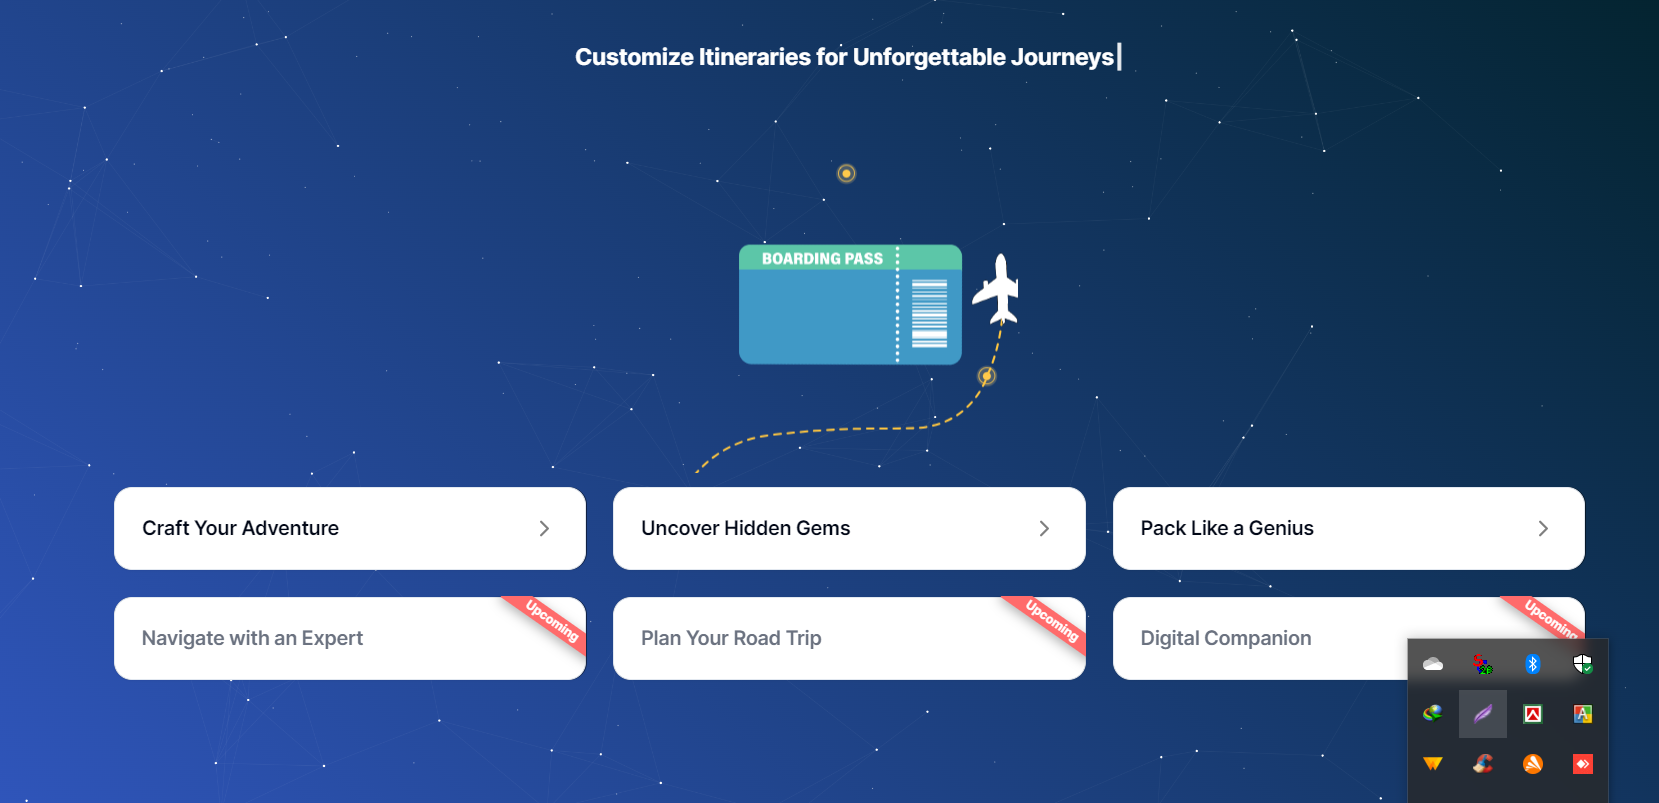 Customize Itineraries for Unforgettable Journeys
BOARDING PASS
Craft Your Adventure
Uncover Hidden Gems
Pack Like a Genius
Navigate with an Expert
Upcoming
Plan Your Road Trip
Upcoming
Digital Companion
Upcoming